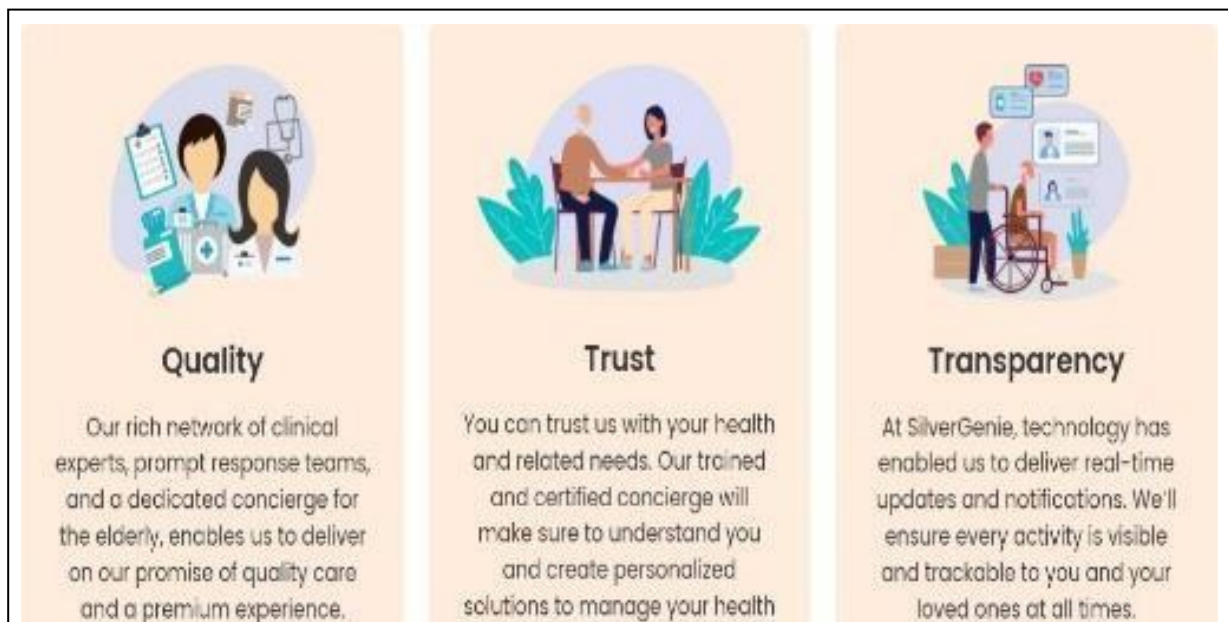 Quality
Our rich network of clinical
experts, prompt response teams,
and a dedicated concierge for
the elderly, enables us to deliver
on our promise of quality care
and a premium experience.
Trust
You can trust us with your health
and related needs. Our trained
and certified concierge will
make sure to understand you
and create personalized
solutions to manage your health
Transparency
At SilverGenie, technology has
enabled us to deliver real-time
updates and notifications. We'll
ensure every activity is visible
and trackable to you and your
loved ones at all times.